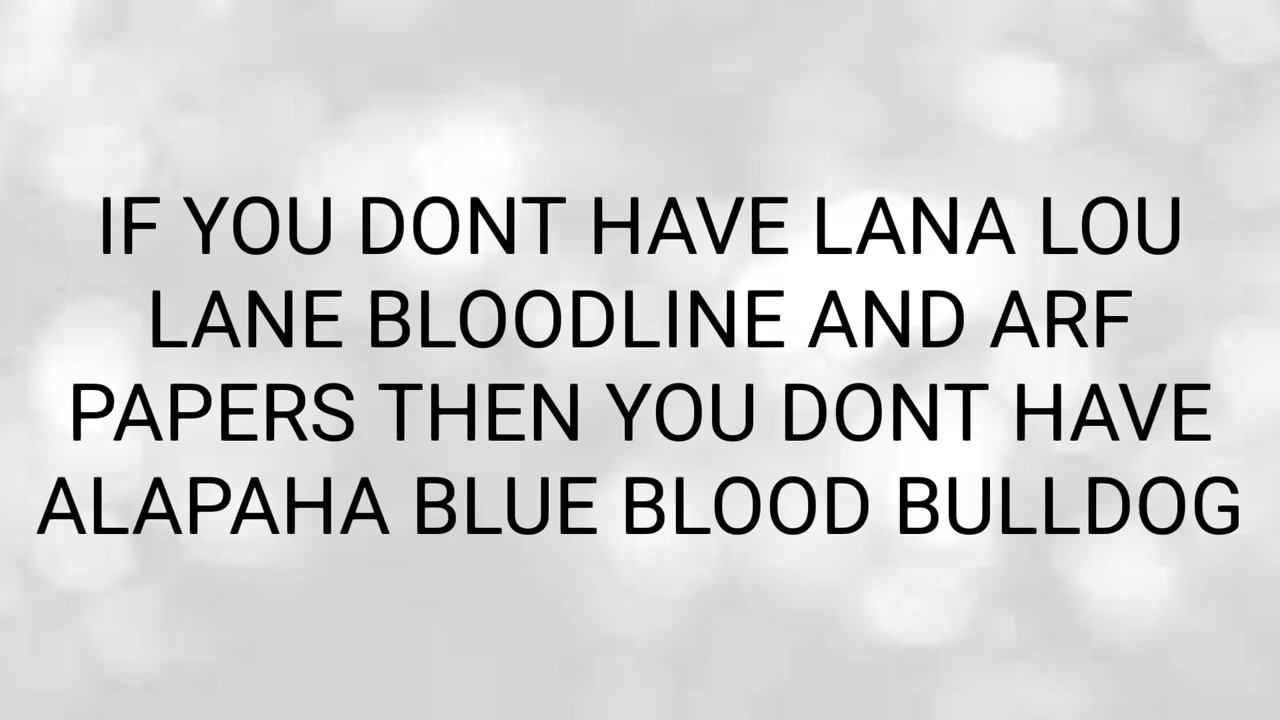 IF YOU DONT HAVE LANA LOU
LANE BLOODLINE AND ARF
PAPERS THEN YOU DONT HAVE
ALAPAHA BLUE BLOOD BULLDOG